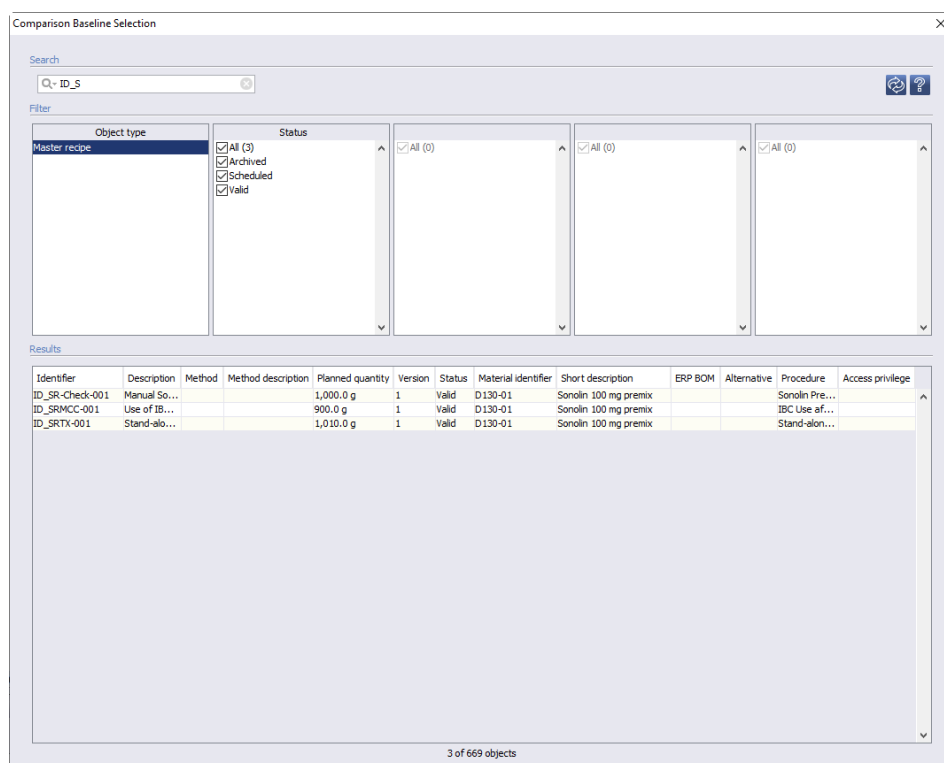 Comparison Baseline Selection
Search
ID_S
Filter
Object type Status
Master recipe All (3) All (0) All (0) All (0)
Archived
Scheduled
Valid
Results
Identifier Description Method Method description Planned quantity Version Status Material identifier Short description ERP BOM Alternative Procedure Access privilege
ID_SR-Check-001 Manual So... 1,000.0 g 1 Valid D130-01 Sonolin 100 mg premix Sonolin Pre...
ID_SRMCC-001 Use of IB... 900.0 g 1 Valid D130-01 Sonolin 100 mg premix IBC Use af...
ID_SRTX-001 Stand-alo... 1,010.0 g 1 Valid D130-01 Sonolin 100 mg premix Stand-alon...
3 of 669 objects